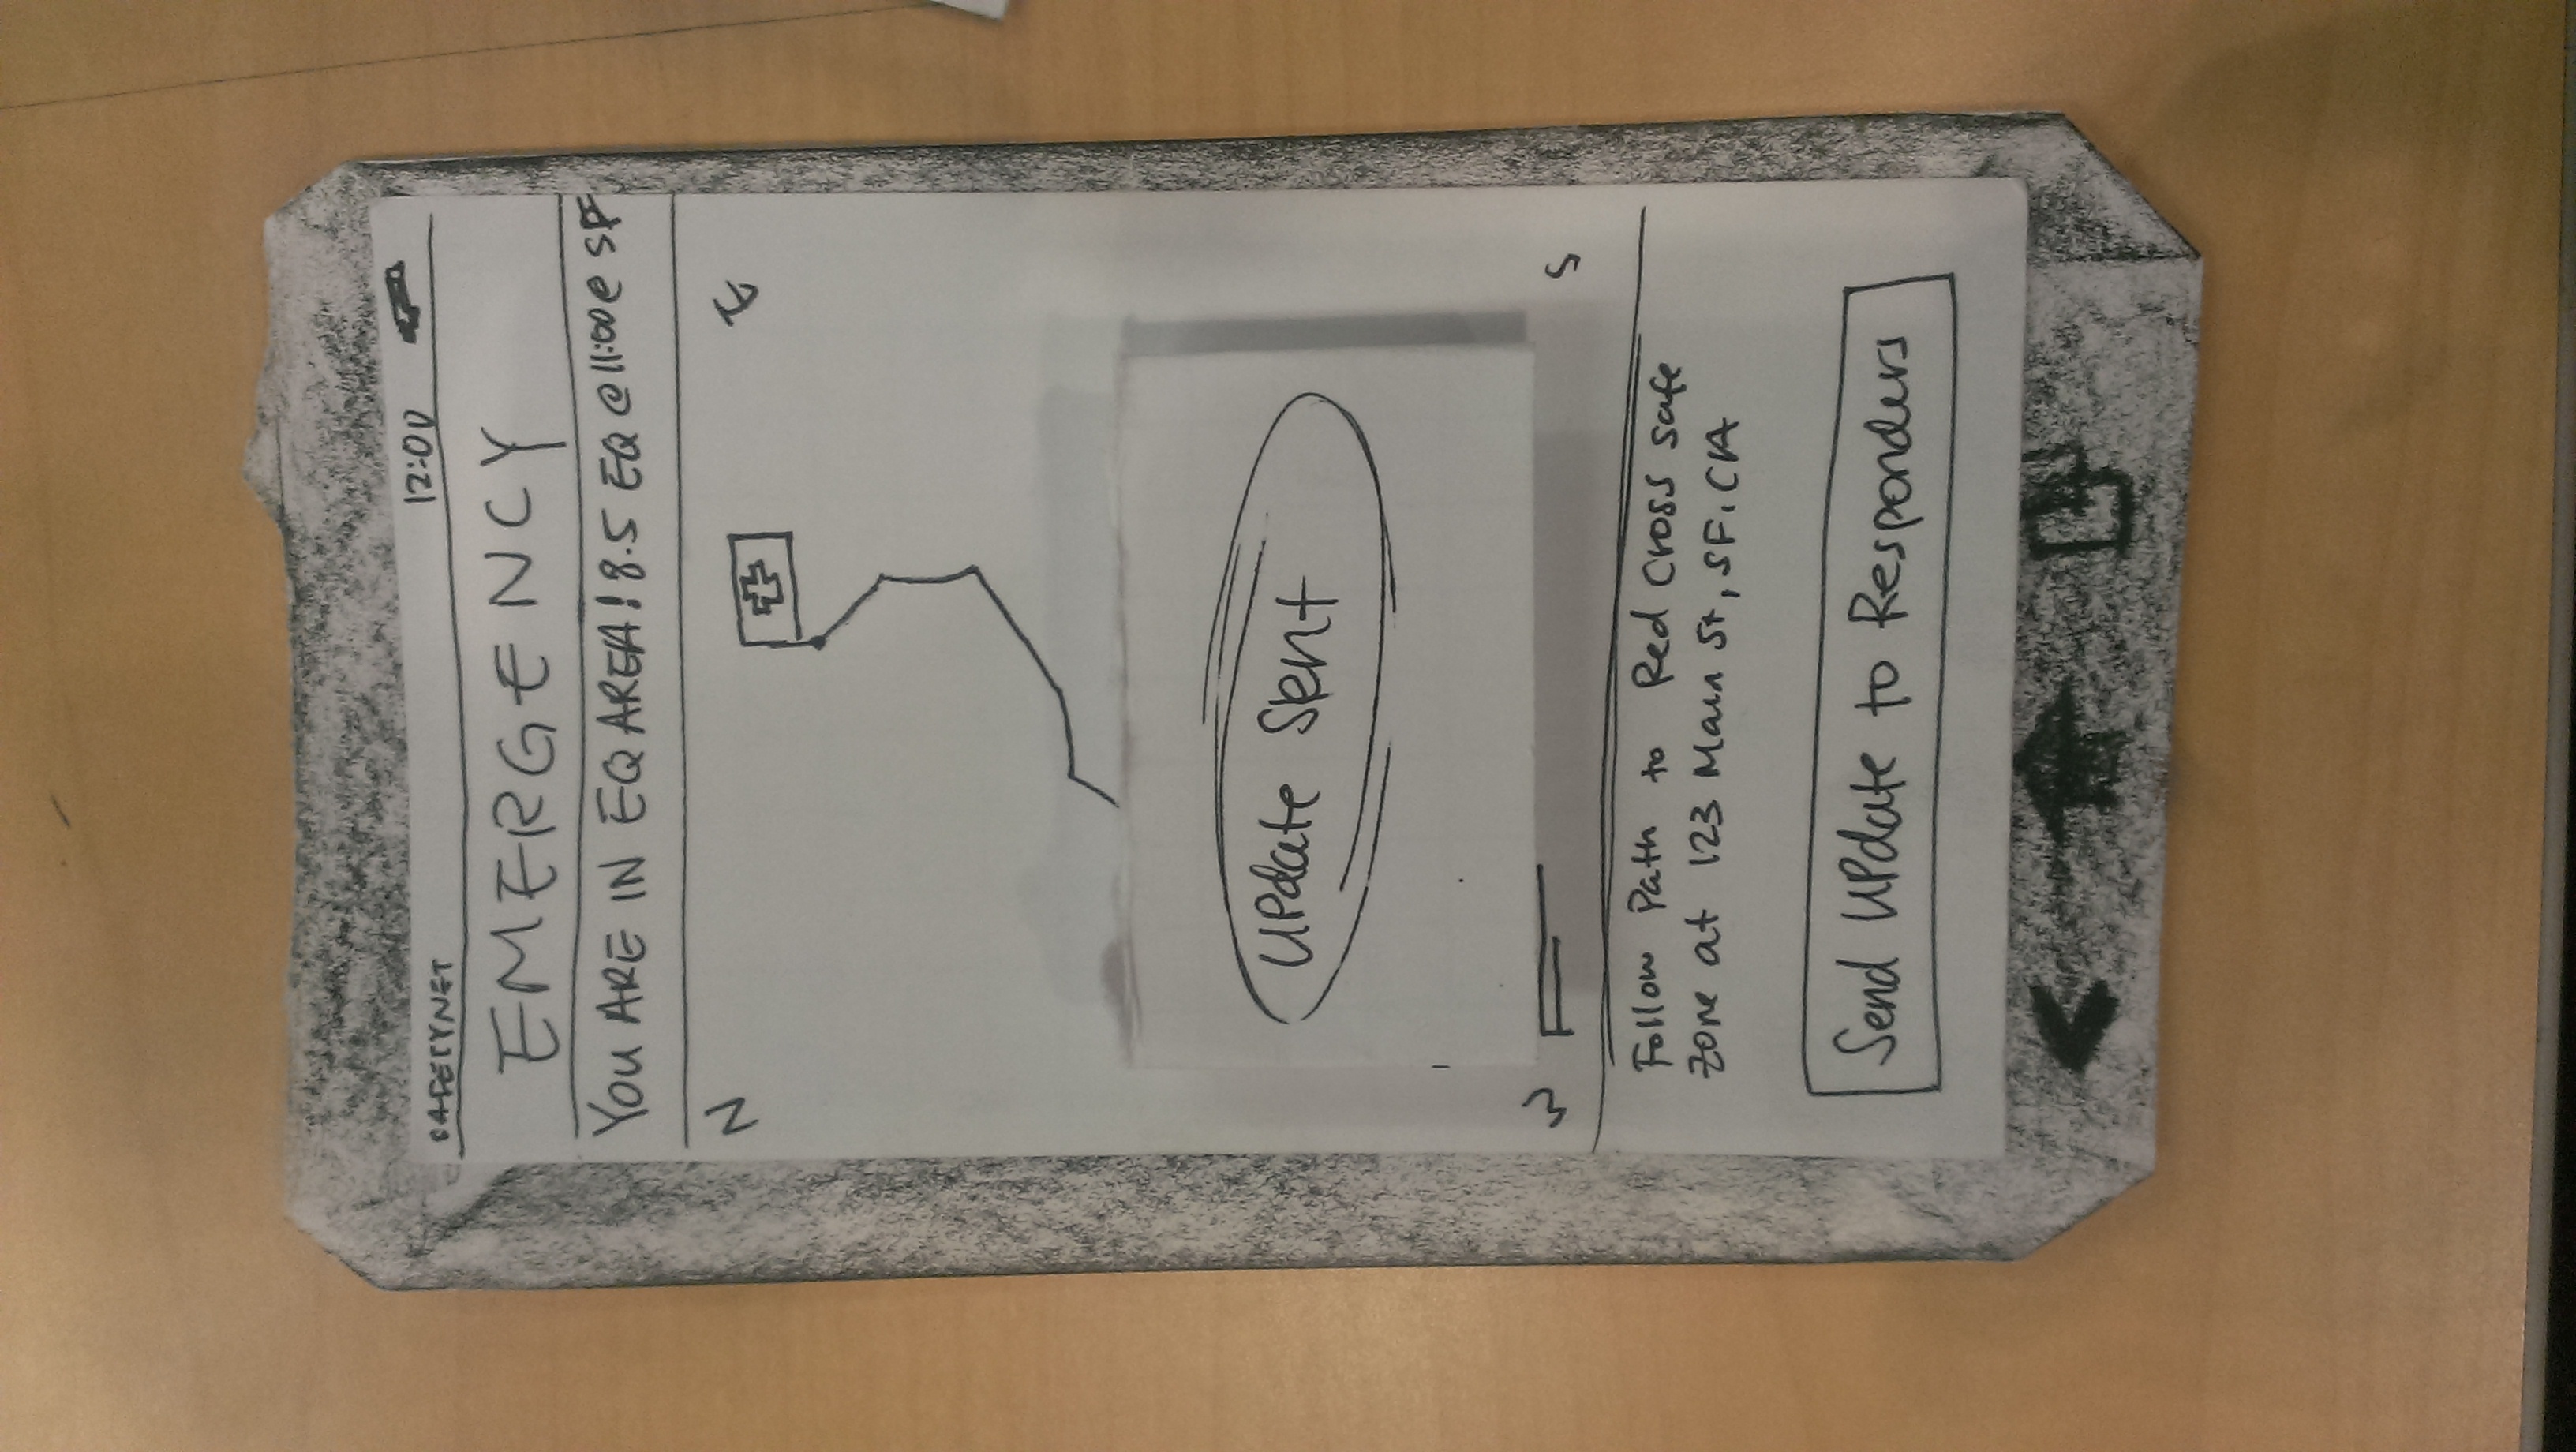 SAFETYNET 12:00
EMERGENCY
YOU ARE IN EQ AREA! 8.5 EQ @ 11:00 @ SF
N E
Update Sent
W S
Follow Path to Red Cross safe
zone at 123 Main St, SF, CA
Send Update to Responders